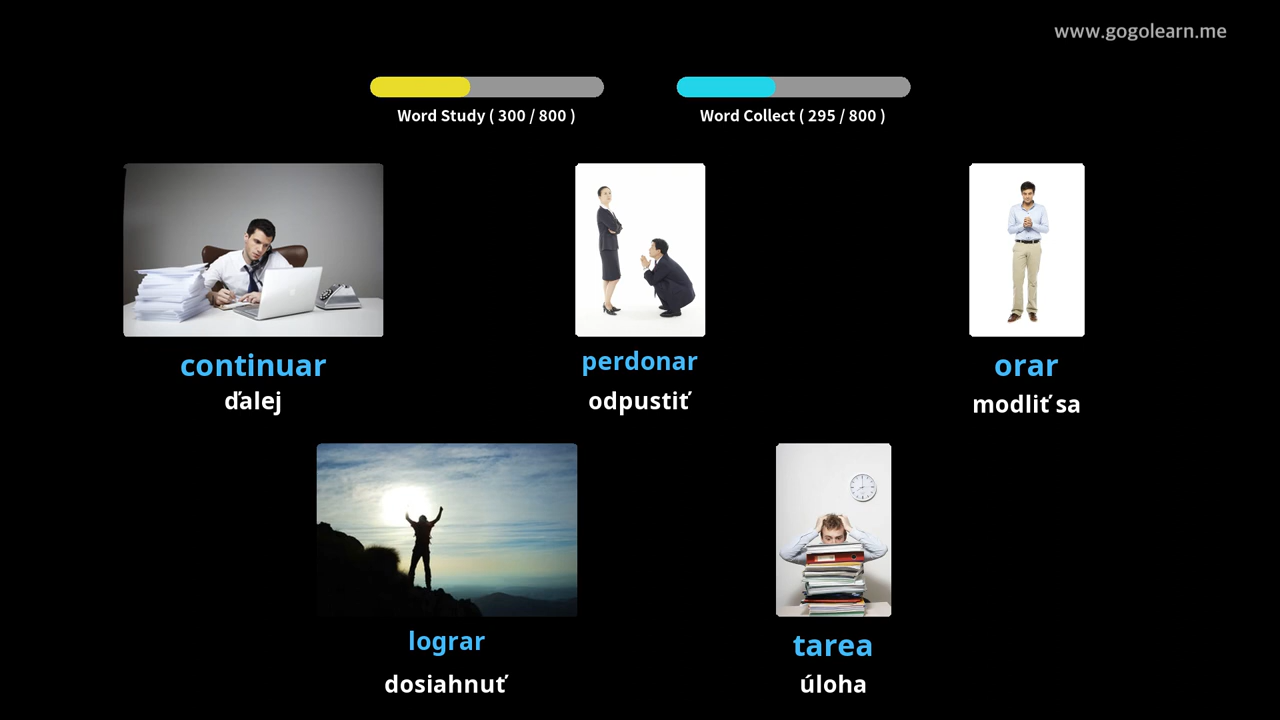 www.gogolearn.me
Word Study ( 300 / 800 )
Word Collect ( 295 / 800 )
continuar
ďalej
perdonar
odpustiť
orar
modliť sa
lograr
dosiahnuť
tarea
úloha